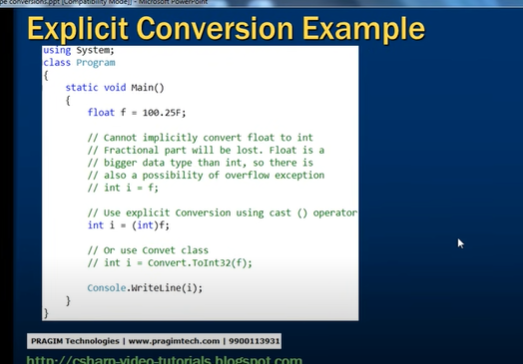 pe conversions.ppt [Compatibility Mode] - Microsoft PowerPoint
Explicit Conversion Example
using System;
class Program
{
static void Main()
{
float f = 100.25F;
// Cannot implicitly convert float to int
// Fractional part will be lost. Float is a
// bigger data type than int, so there is
// also a possibility of overflow exception
// int i = f;
// Use explicit Conversion using cast () operator
int i = (int)f;
// Or use Convet class
// int i = Convert.ToInt32(f);
Console.WriteLine(i);
}
}
PRAGIM Technologies | www.pragimtech.com | 9900113931
http://csharp-video-tutorials.blogspot.com